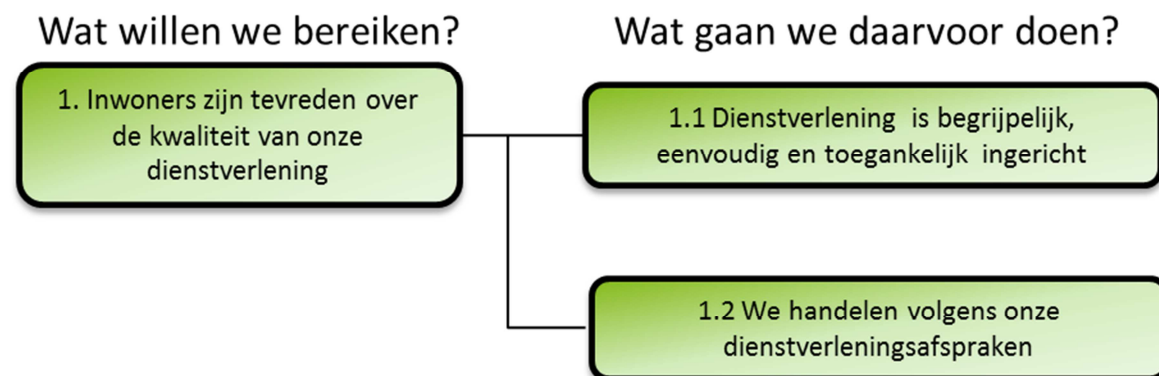 Wat willen we bereiken?
Wat gaan we daarvoor doen?
1. Inwoners zijn tevreden over
de kwaliteit van onze
dienstverlening
1.1 Dienstverlening is begrijpelijk,
eenvoudig en toegankelijk ingericht
1.2 We handelen volgens onze
dienstverleningsafspraken